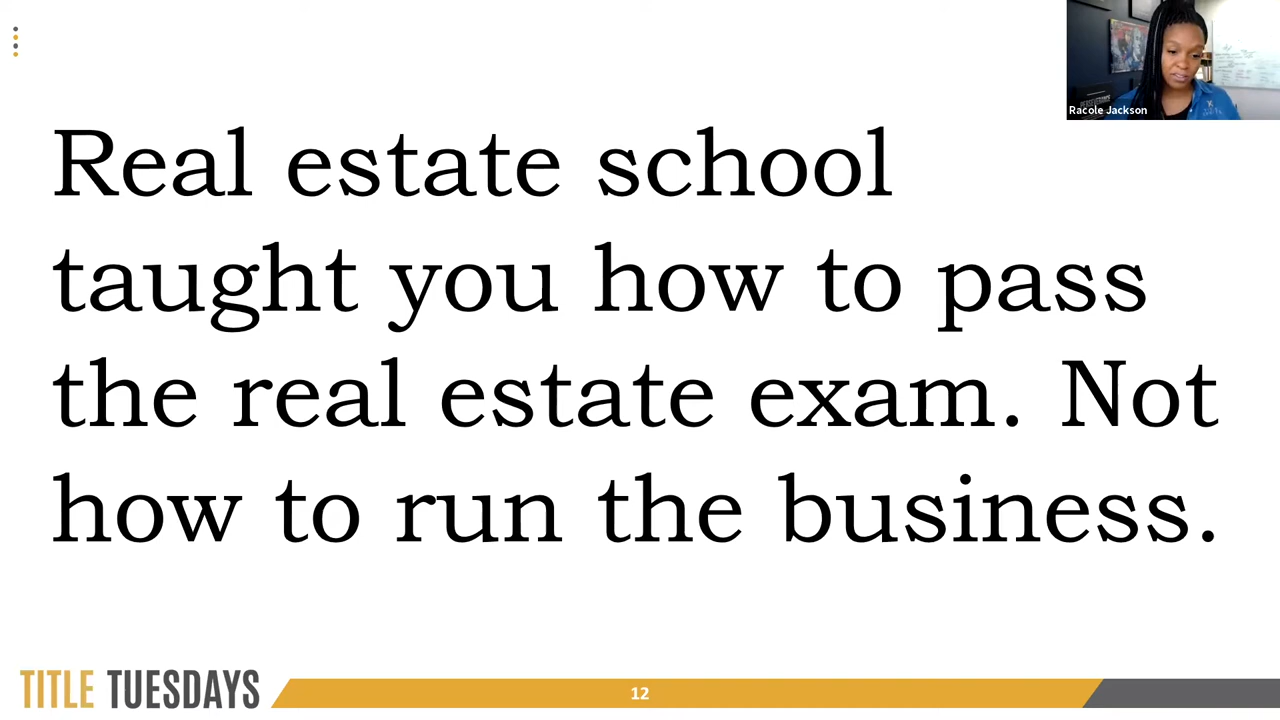 Racole Jackson
Real estate school
taught you how to pass
the real estate exam. Not
how to run the business.
TITLE TUESDAYS
12